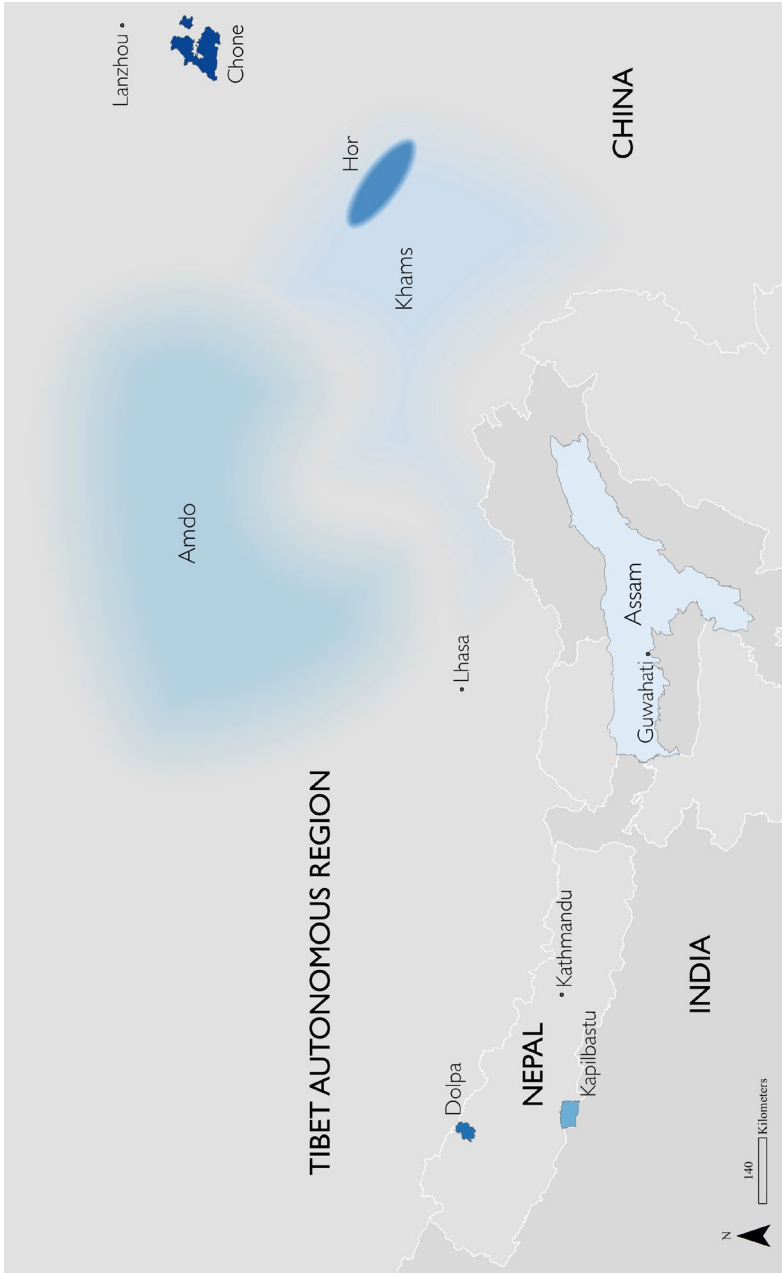 Lanzhou
Chone
Hor
Amdo
Khams
CHINA
Lhasa
TIBET AUTONOMOUS REGION
Assam
Guwahati
Dolpa
Kathmandu
NEPAL
Kapilbastu
INDIA
N
140
Kilometers